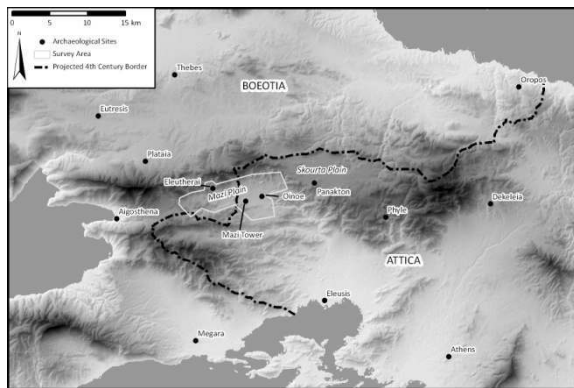 0 5 10 15 km
N
Archaeological Sites
Survey Area
Projected 4th Century Border
Thebes
Oropos
BOEOTIA
Eutresis
Plataia
Skourta Plain
Eleutherai
Mazi Plain
Panakton
Oinoe
Aigosthena
Phyle
Dekeleia
Mazi Tower
ATTICA
Eleusis
Megara
Athens